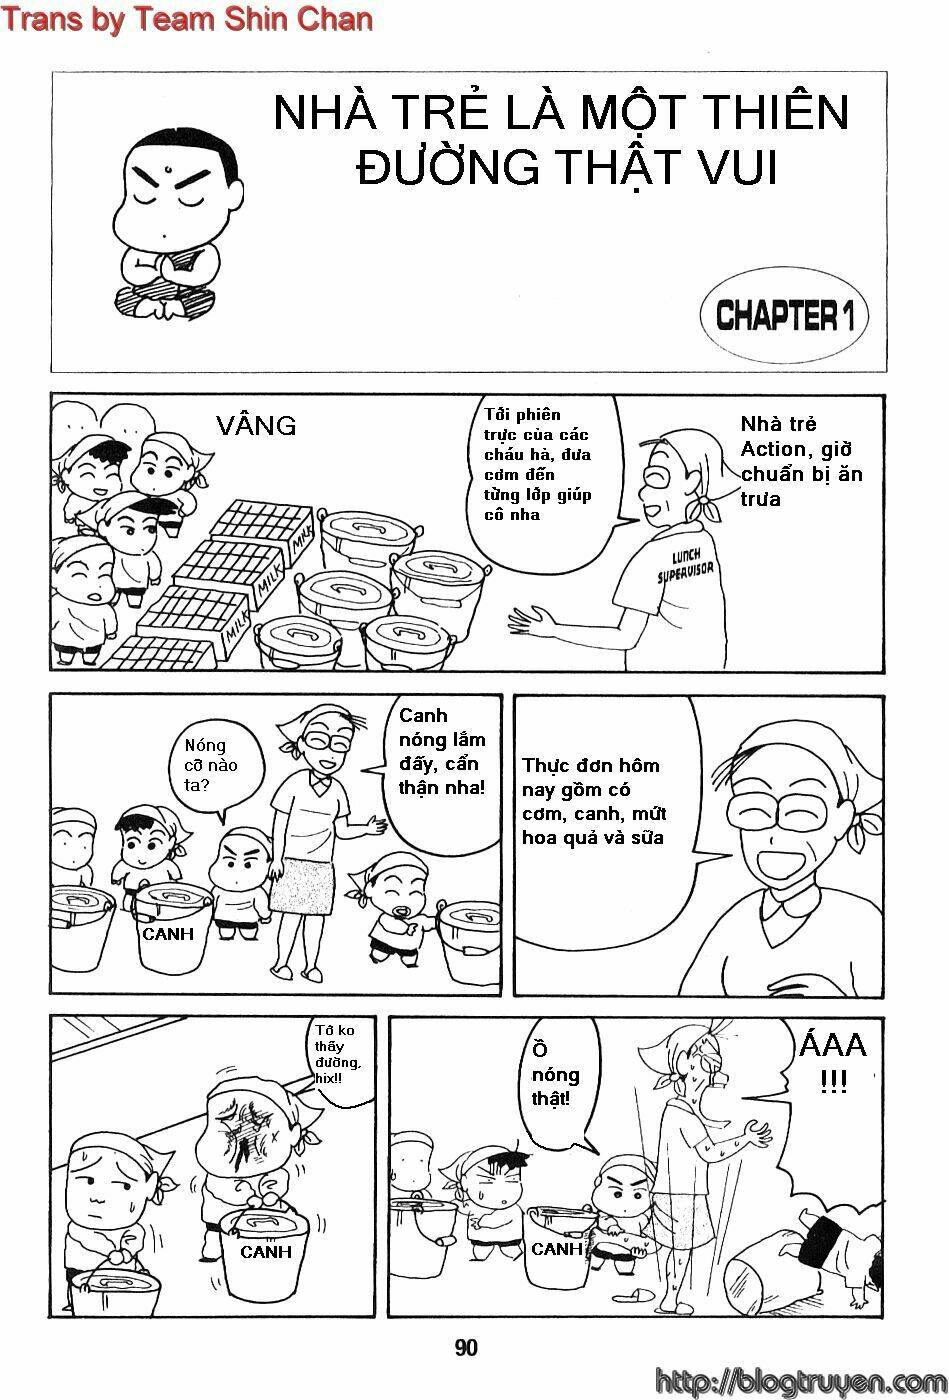 Trans by Team Shin Chan
NHÀ TRẺ LÀ MỘT THIÊN
ĐƯỜNG THẬT VUI
CHAPTER 1
Nhà trẻ
Action, giờ
chuẩn bị ăn
trưa
Tới phiên
trực của các
cháu hà, đưa
cơm đến
từng lớp giúp
cô nha
VÂNG
LUNCH
SUPERVISOR
MILK
MILK
MILK
Thực đơn hôm
nay gồm có
cơm, canh, mứt
hoa quả và sữa
Canh
nóng lắm
đấy, cẩn
thận nha!
Nóng
cỡ nào
ta?
CANH
ÁAA
!!!
Ồ
nóng
thật!
CANH
Tớ ko
thấy
đường,
hix!!
CANH
90
http://blogtruyen.com